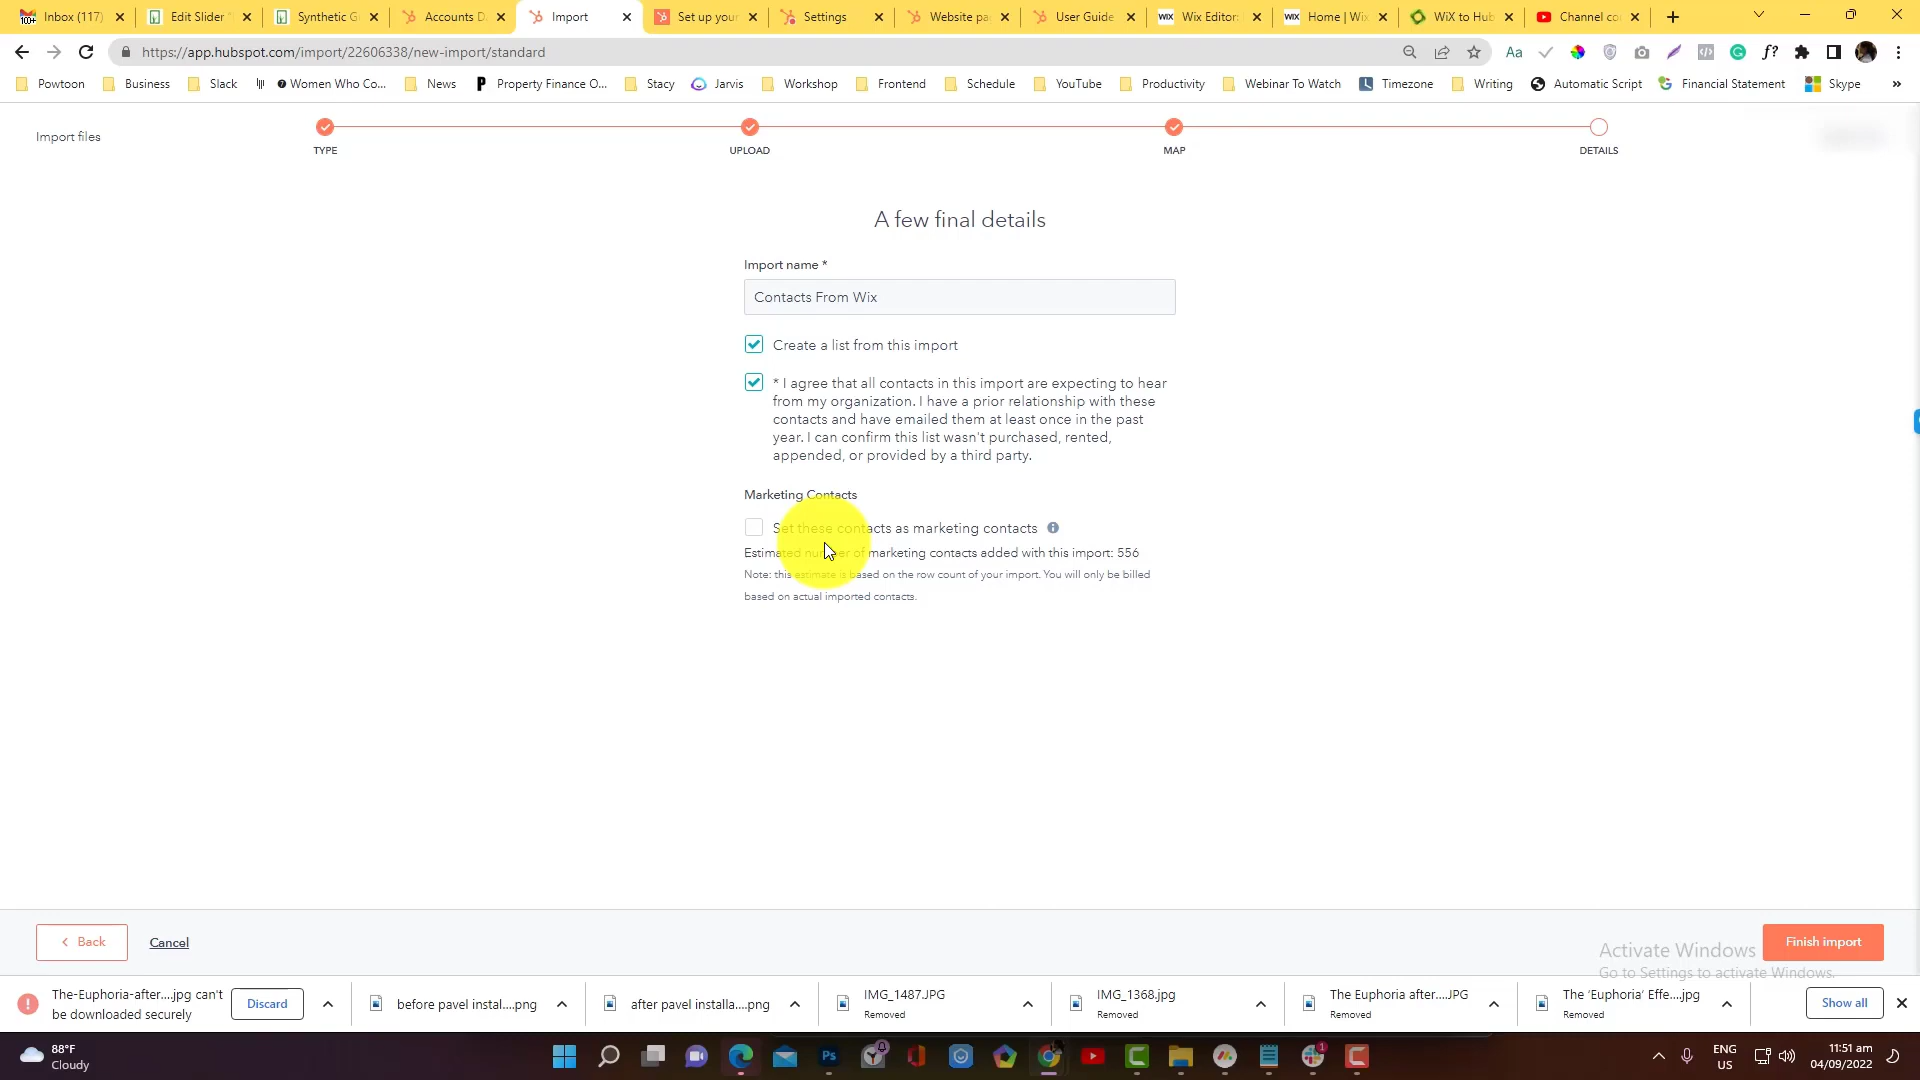 Inbox (117)
Edit Slider
Synthetic G
Accounts D
Import
Set up your
Settings
Website pa
User Guide
WIX Wix Editor
WIX Home | Wix
WiX to Hub
Channel co
https://app.hubspot.com/import/22606338/new-import/standard
Powtoon
Business
Slack
Women Who Co...
News
Property Finance O...
Stacy
Jarvis
Workshop
Frontend
Schedule
YouTube
Productivity
Webinar To Watch
Timezone
Writing
Automatic Script
Financial Statement
Skype
»
Import files
TYPE
UPLOAD
MAP
DETAILS
A few final details
Import name *
Contacts From Wix
Create a list from this import
* I agree that all contacts in this import are expecting to hear
from my organization. I have a prior relationship with these
contacts and have emailed them at least once in the past
year. I can confirm this list wasn't purchased, rented,
appended, or provided by a third party.
Marketing Contacts
Set these contacts as marketing contacts
Estimated number of marketing contacts added with this import: 556
Note: this estimate is based on the row count of your import. You will only be billed
based on actual imported contacts.
Back
Cancel
Finish import
Activate Windows
Go to Settings to activate Windows.
The-Euphoria-after....jpg can't
be downloaded securely
Discard
before pavel instal....png
after pavel installa....png
IMG_1487.JPG
Removed
IMG_1368.jpg
Removed
The Euphoria after....JPG
Removed
The ‘Euphoria’ Effe....jpg
Removed
Show all
88°F
Cloudy
ENG
US
11:51 am
04/09/2022